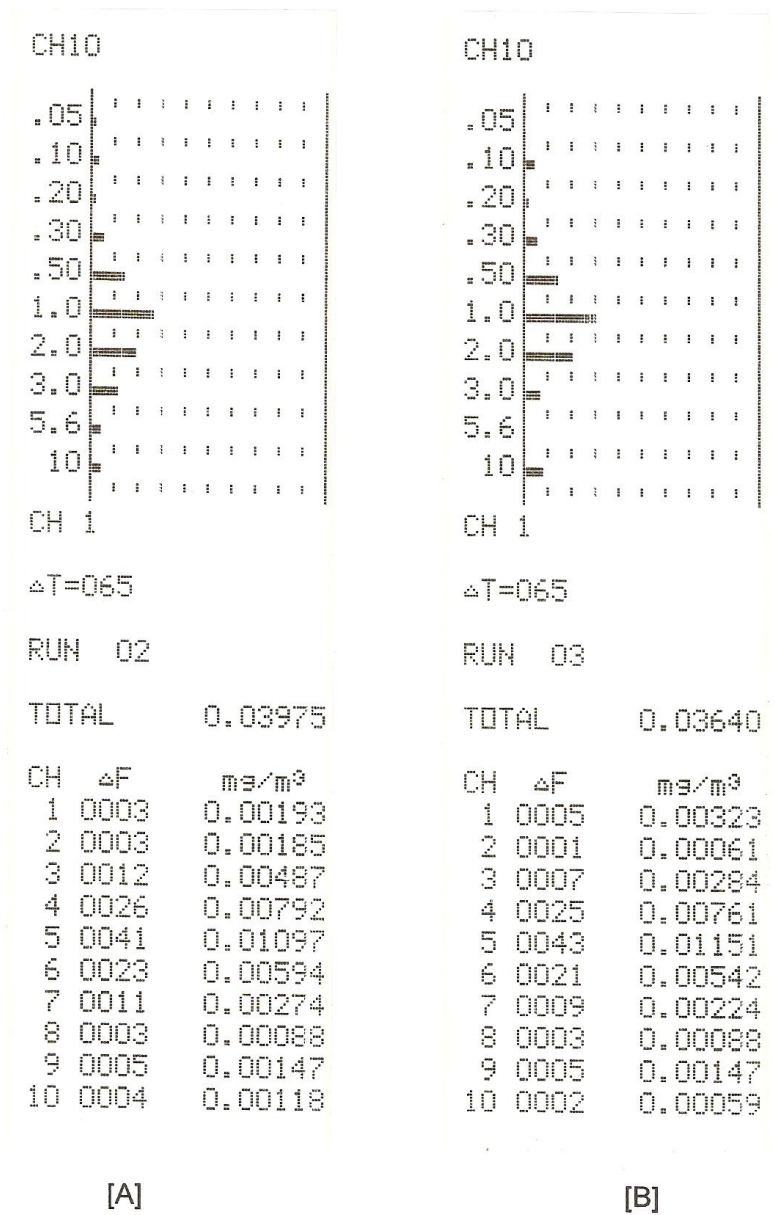 CH10
.05
.10
.20
.30
.50
1.0
2.0
3.0
5.6
10
CH 1
△T=065
RUN 02
TOTAL 0.03975
CH △F mg/m³
1 0003 0.00193
2 0003 0.00185
3 0012 0.00487
4 0026 0.00792
5 0041 0.01097
6 0023 0.00594
7 0011 0.00274
8 0003 0.00088
9 0005 0.00147
10 0004 0.00118
[A]
CH10
.05
.10
.20
.30
.50
1.0
2.0
3.0
5.6
10
CH 1
△T=065
RUN 03
TOTAL 0.03640
CH △F mg/m³
1 0005 0.00323
2 0001 0.00061
3 0007 0.00284
4 0025 0.00761
5 0043 0.01151
6 0021 0.00542
7 0009 0.00224
8 0003 0.00088
9 0005 0.00147
10 0002 0.00059
[B]